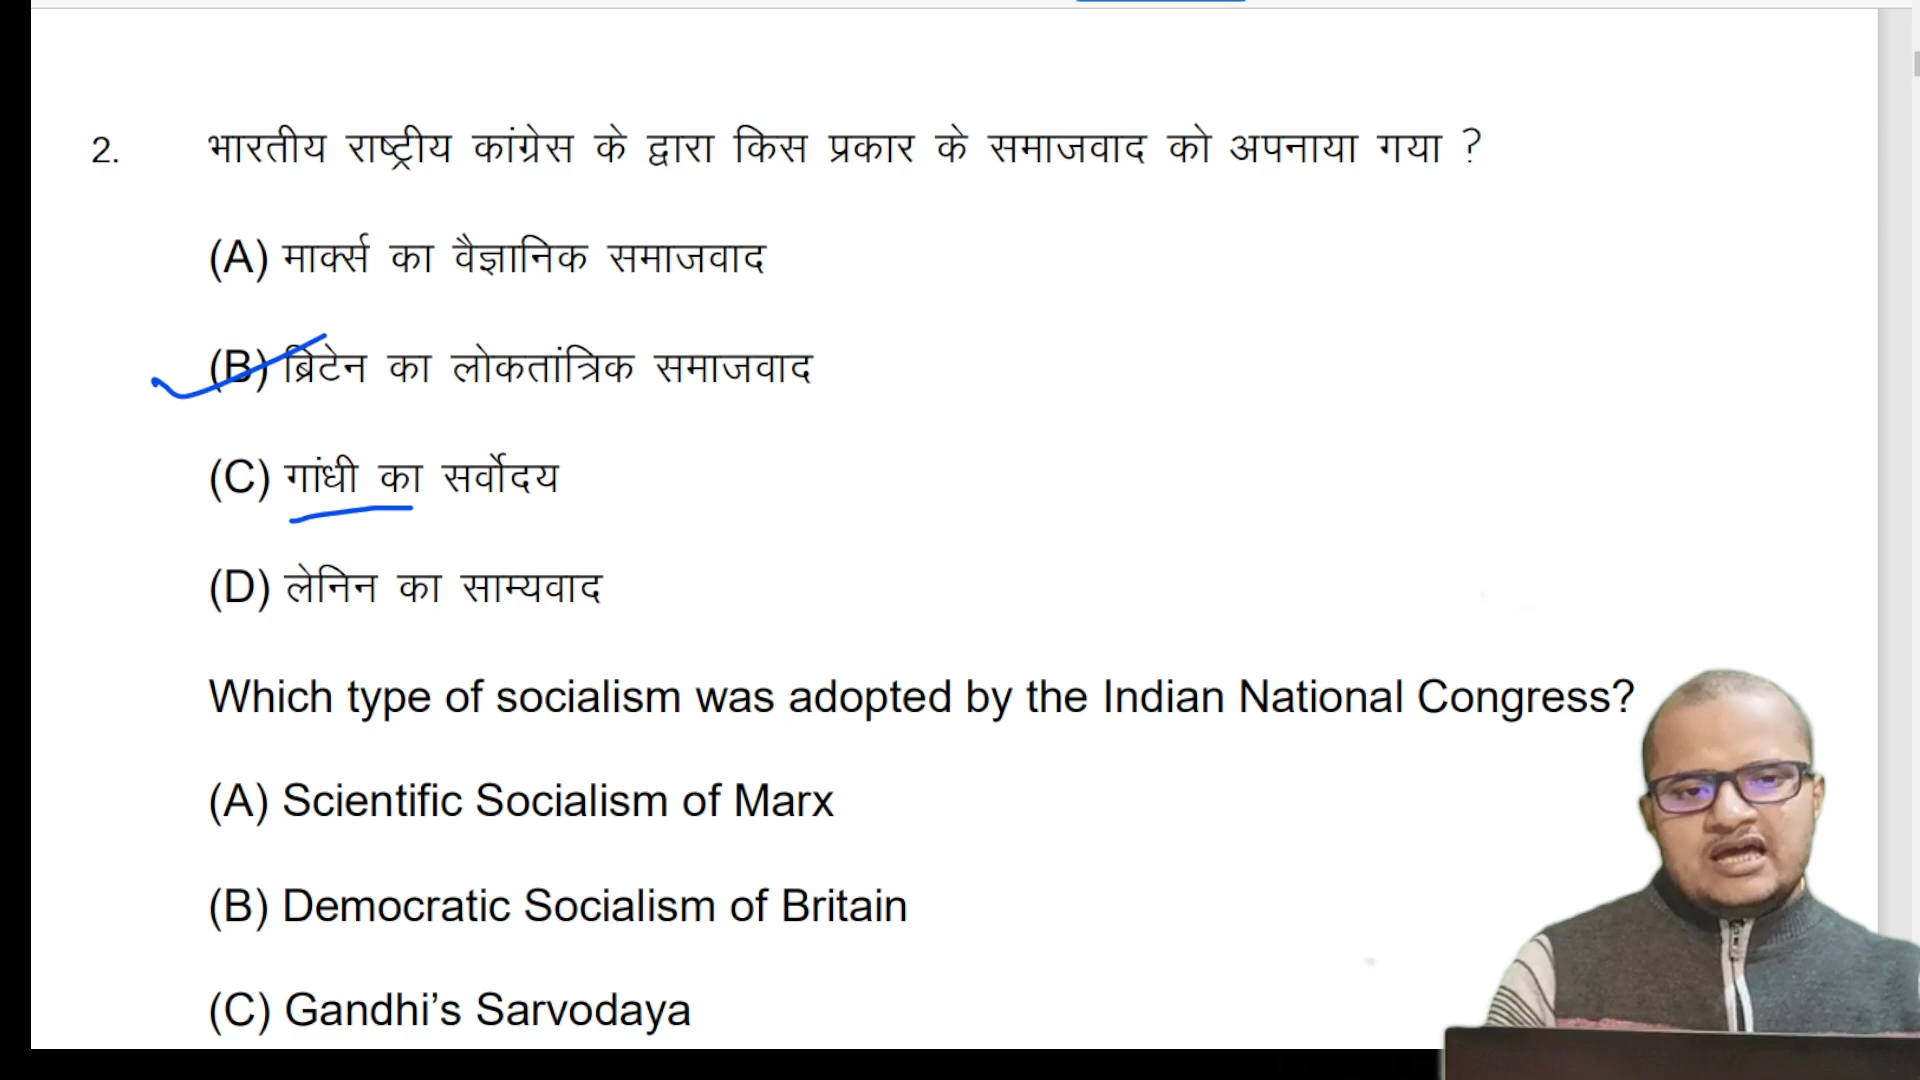 2. भारतीय राष्ट्रीय कांग्रेस के द्वारा किस प्रकार के समाजवाद को अपनाया गया ?
(A) मार्क्स का वैज्ञानिक समाजवाद
(B) ब्रिटेन का लोकतांत्रिक समाजवाद
(C) गांधी का सर्वोदय
(D) लेनिन का साम्यवाद
Which type of socialism was adopted by the Indian National Congress?
(A) Scientific Socialism of Marx
(B) Democratic Socialism of Britain
(C) Gandhi’s Sarvodaya